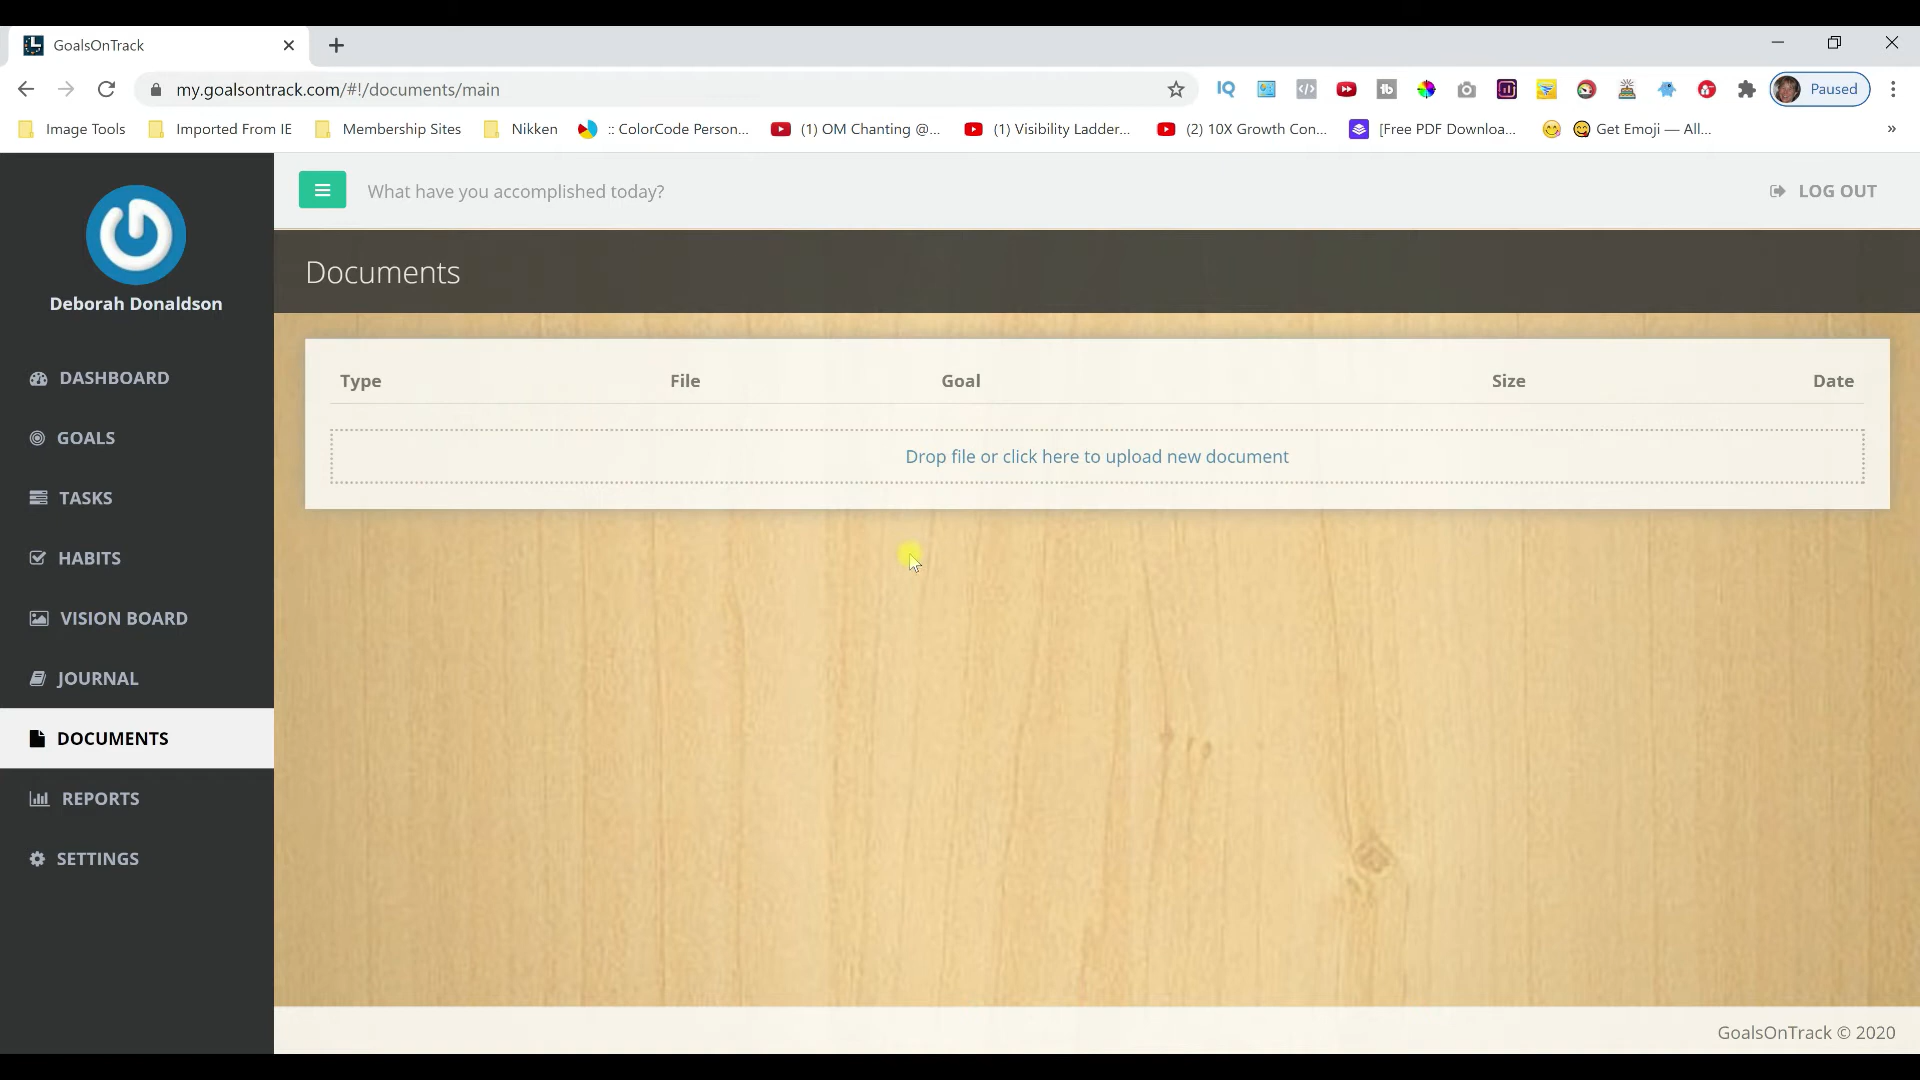 GoalsOnTrack
my.goalsontrack.com/#!/documents/main
IQ
tb
Paused
Image Tools
Imported From IE
Membership Sites
Nikken
:: ColorCode Person...
(1) OM Chanting @...
(1) Visibility Ladder...
(2) 10X Growth Con...
[Free PDF Downloa...
Get Emoji — All...
»
What have you accomplished today?
LOG OUT
Deborah Donaldson
DASHBOARD
GOALS
TASKS
HABITS
VISION BOARD
JOURNAL
DOCUMENTS
REPORTS
SETTINGS
Documents
Type File Goal Size Date
Drop file or click here to upload new document
GoalsOnTrack © 2020